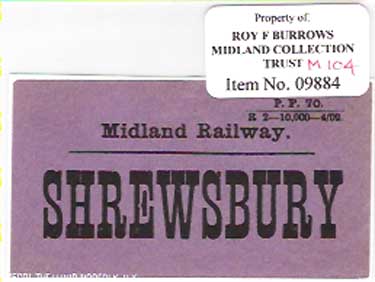 Property of:
ROY F BURROWS
MIDLAND COLLECTION
TRUST M 104
Item No. 09884
P. P. 70.
R 2—10,000—4/09.
Midland Railway.
SHREWSBURY